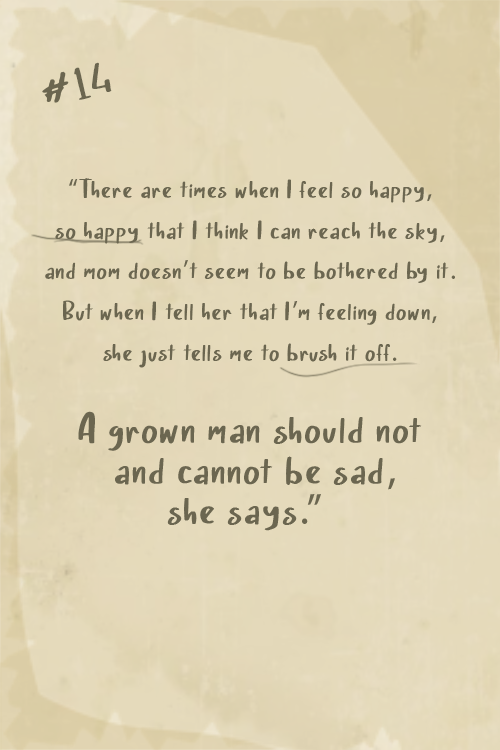 #14
“There are times when I feel so happy,
so happy that I think I can reach the sky,
and mom doesn't seem to be bothered by it.
But when I tell her that I'm feeling down,
she just tells me to brush it off.
A grown man should not
and cannot be sad,
she says.”